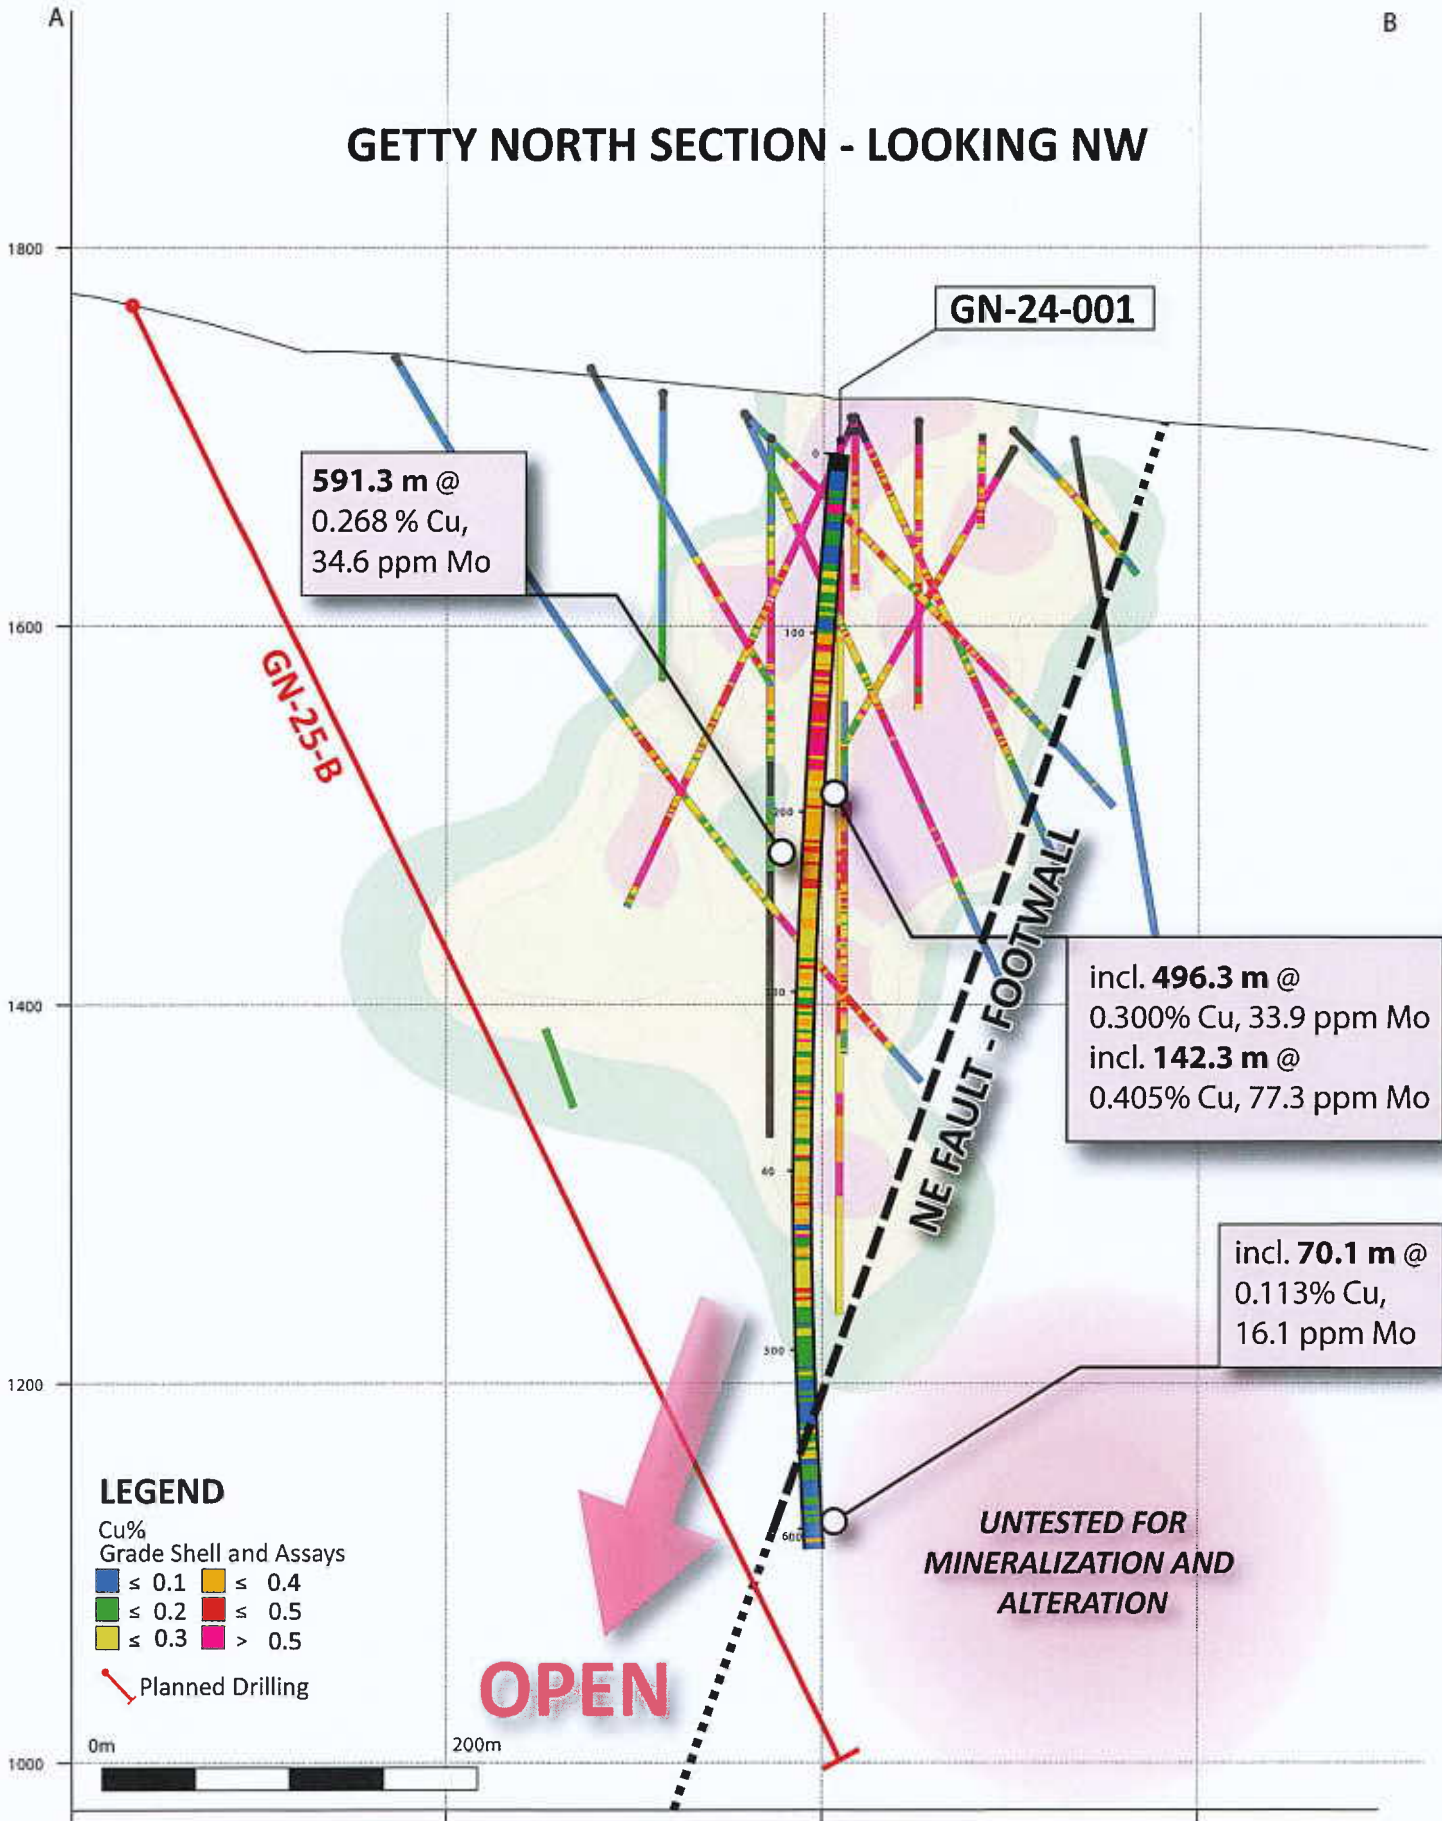 A
B
GETTY NORTH SECTION - LOOKING NW
1800
GN-24-001
591.3 m @
0.268 % Cu,
34.6 ppm Mo
0
100
1600
GN-25-B
200
NE FAULT - FOOTWALL
incl. 496.3 m @
0.300% Cu, 33.9 ppm Mo
incl. 142.3 m @
0.405% Cu, 77.3 ppm Mo
1400
40
incl. 70.1 m @
0.113% Cu,
16.1 ppm Mo
500
1200
LEGEND
Cu%
Grade Shell and Assays
≤ 0.1 ≤ 0.4
≤ 0.2 ≤ 0.5
≤ 0.3 > 0.5
Planned Drilling
600
UNTESTED FOR
MINERALIZATION AND
ALTERATION
OPEN
0m 200m
1000